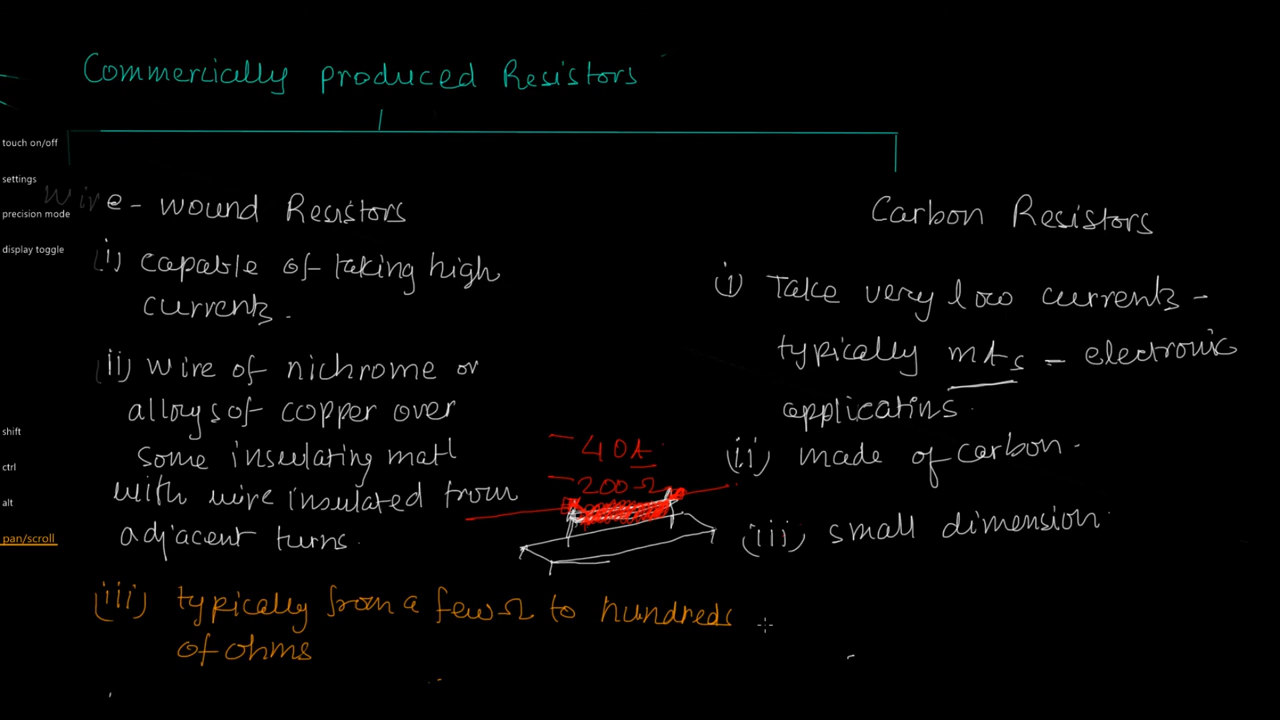 Commercially produced Resistors
touch on/off
settings
precision mode
display toggle
shift
ctrl
alt
pan/scroll
Wire - wound Resistors
(i) capable of taking high
currents.
(ii) wire of nichrome or
alloys of copper over
some insulating matl
with wire insulated from
adjacent turns.
(iii) typically from a few Ω to hundreds
of ohms
40A
200Ω
Carbon Resistors
(i) Take very low currents -
typically mAs - electronic
applicatins.
(ii) made of carbon.
(iii) small dimension.